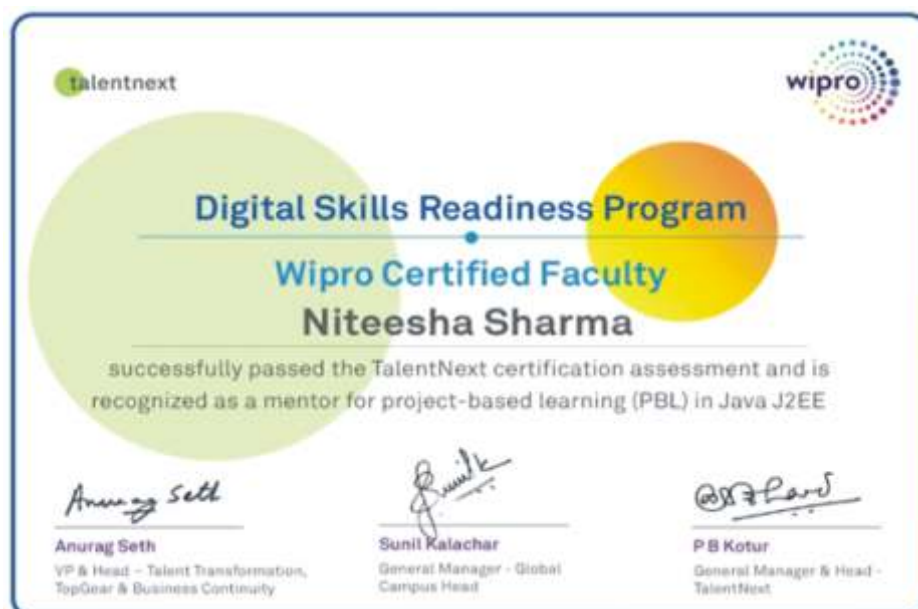 talentnext
wipro
Digital Skills Readiness Program
Wipro Certified Faculty
Niteesha Sharma
successfully passed the TalentNext certification assessment and is
recognized as a mentor for project-based learning (PBL) in Java J2EE
Anurag Seth
Sunilk
Anurag Seth
VP & Head – Talent Transformation,
TopGear & Business Continuity
Sunil Kalachar
General Manager - Global
Campus Head
P B Kotur
General Manager & Head -
TalentNext